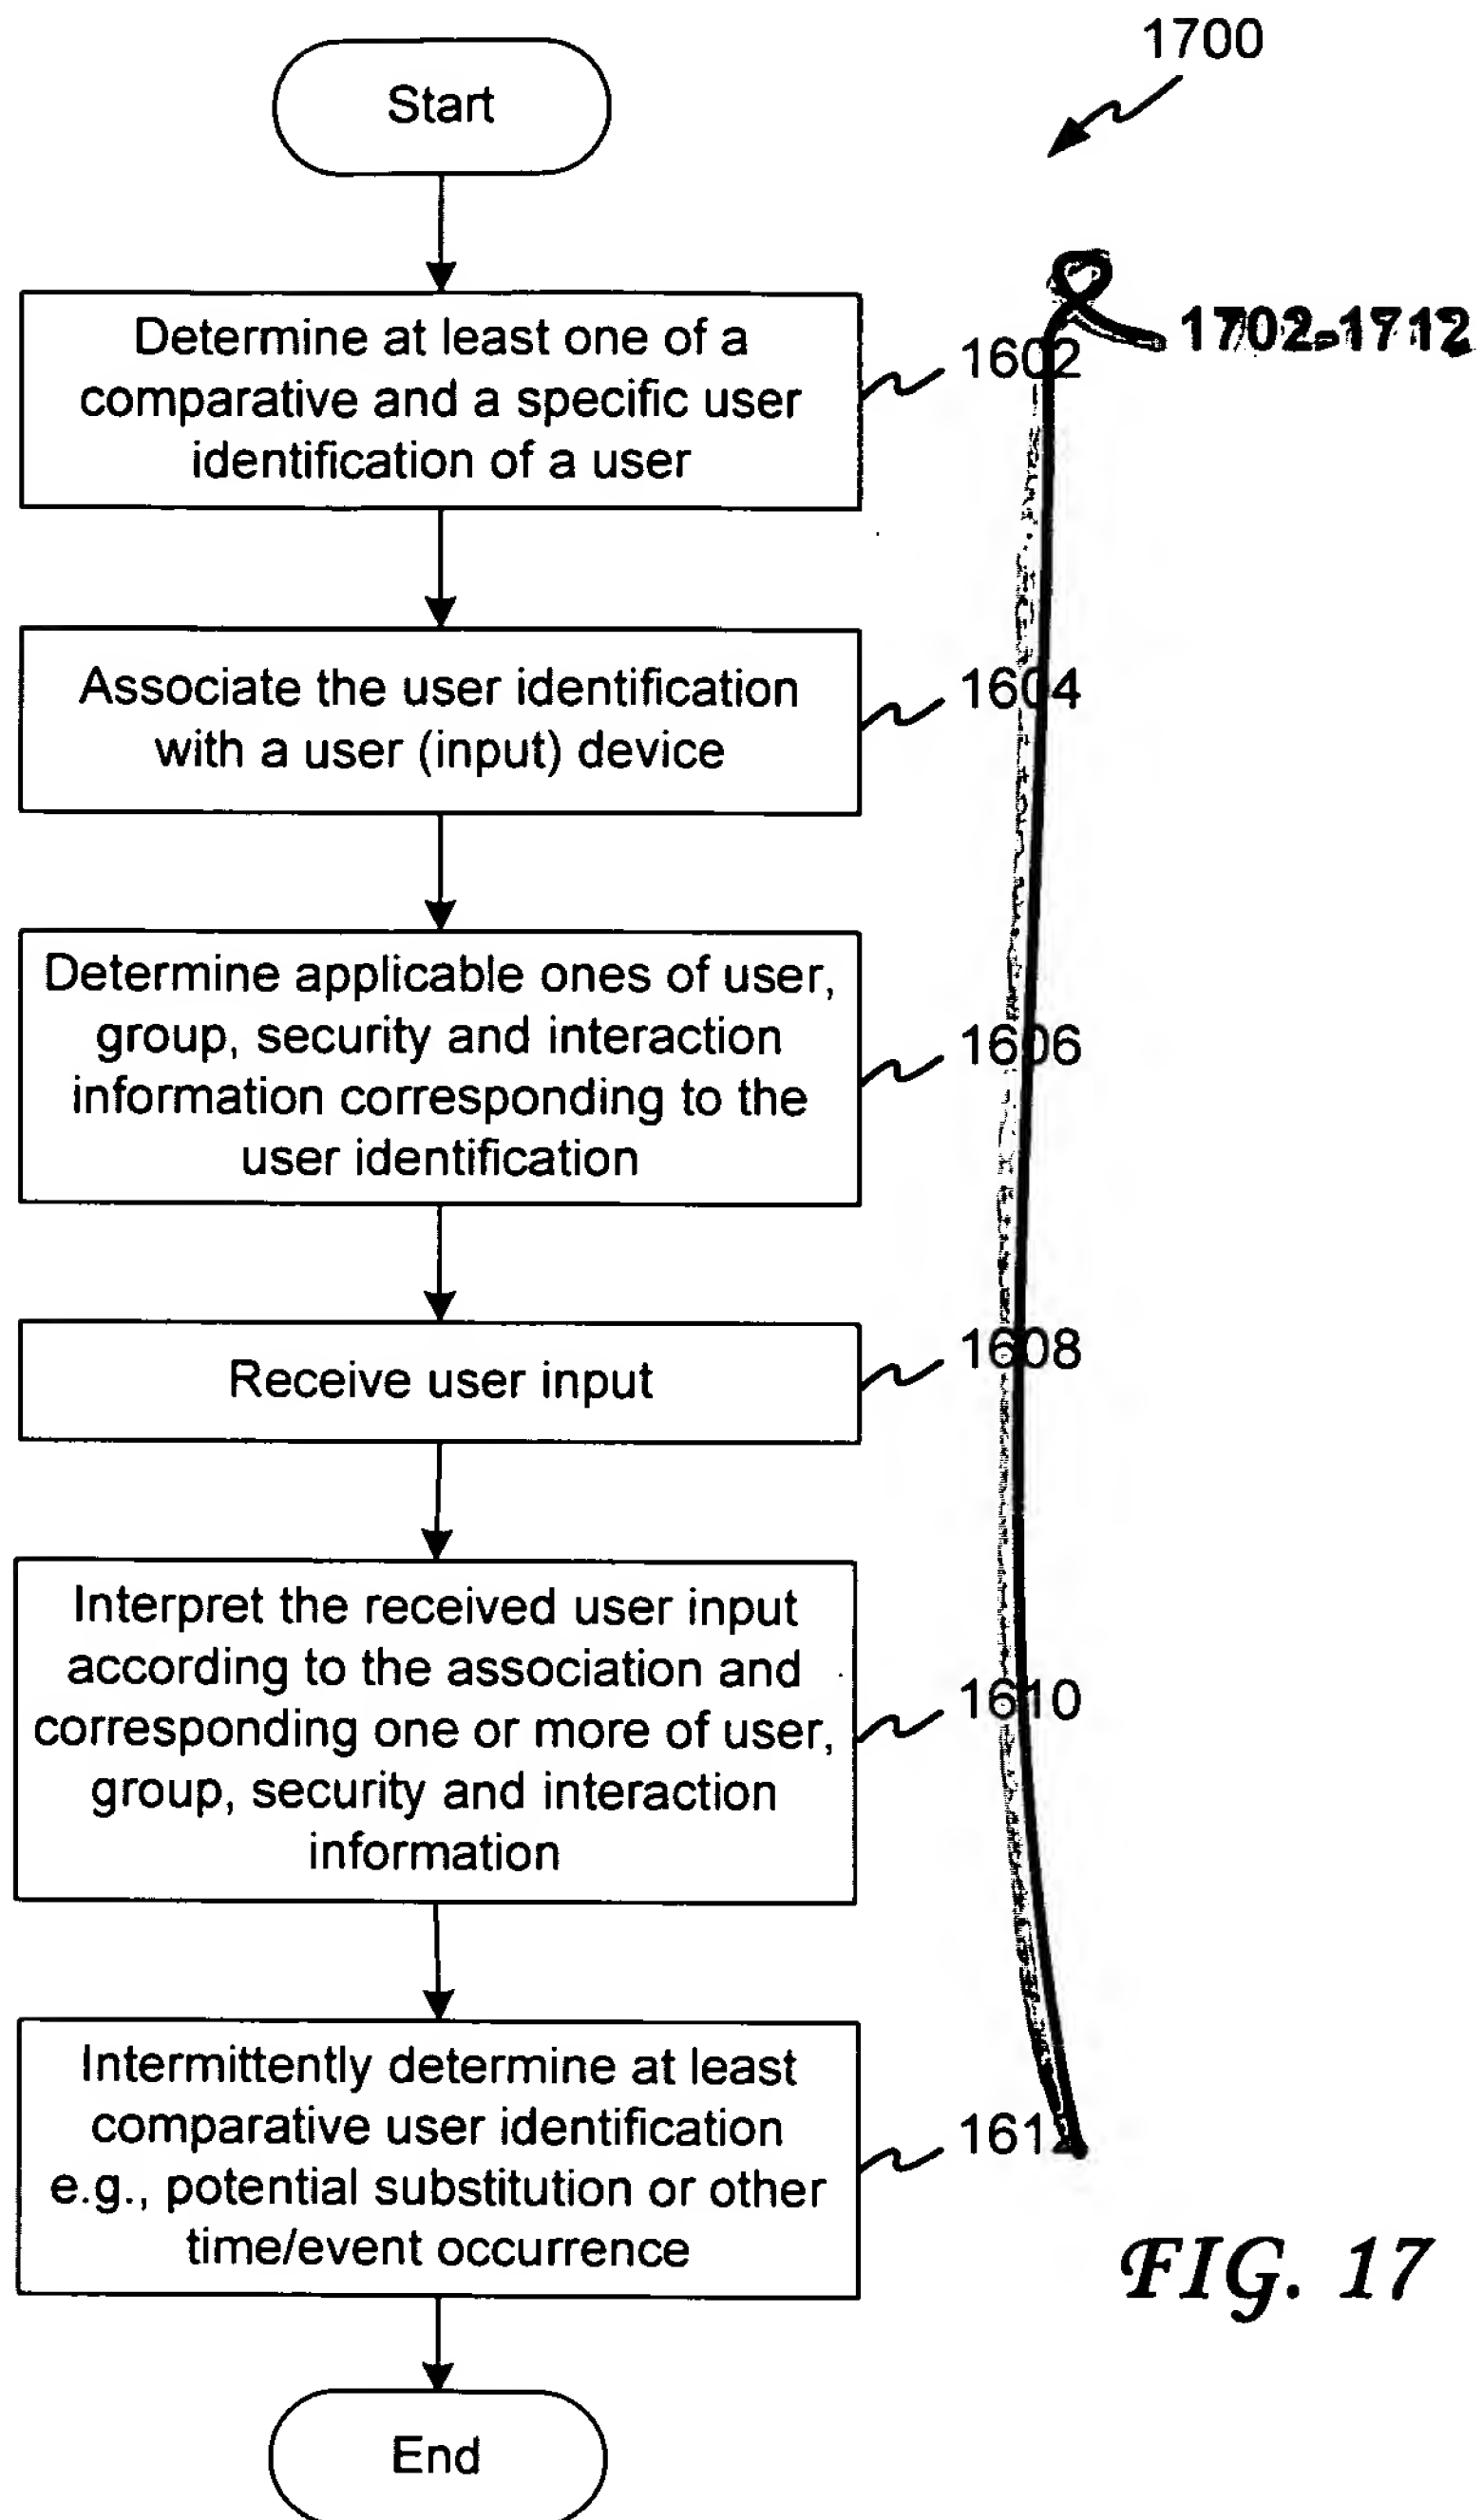 1700
Start
1702-1712
Determine at least one of a
comparative and a specific user
identification of a user
1602
Associate the user identification
with a user (input) device
1604
Determine applicable ones of user,
group, security and interaction
information corresponding to the
user identification
1606
Receive user input
1608
Interpret the received user input
according to the association and
corresponding one or more of user,
group, security and interaction
information
1610
Intermittently determine at least
comparative user identification
e.g., potential substitution or other
time/event occurrence
FIG. 17
End